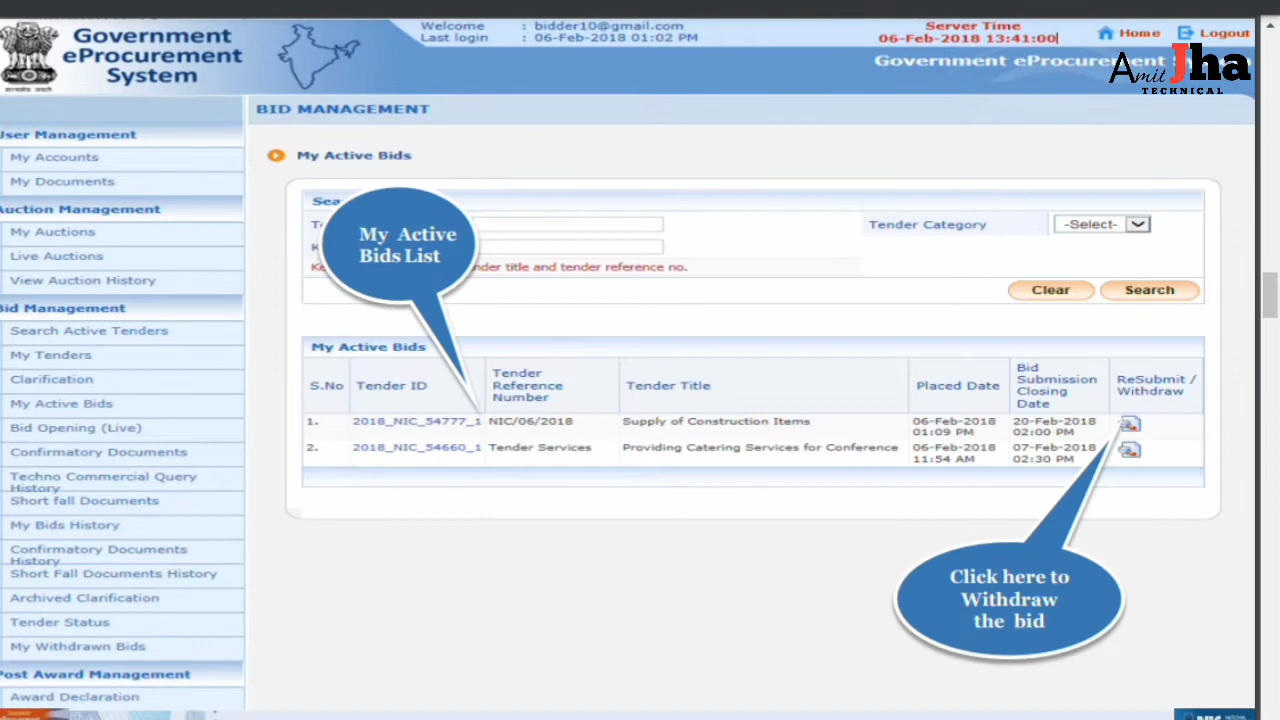 Government
eProcurement
System
Welcome : bidder10@gmail.com
Last login : 06-Feb-2018 01:02 PM
Server Time
06-Feb-2018 13:41:00
Home
Logout
Government eProcurement
Amit Jha
TECHNICAL
User Management
My Accounts
My Documents
Auction Management
My Auctions
Live Auctions
View Auction History
Bid Management
Search Active Tenders
My Tenders
Clarification
My Active Bids
Bid Opening (Live)
Confirmatory Documents
Techno Commercial Query
History
Short fall Documents
My Bids History
Confirmatory Documents
History
Short Fall Documents History
Archived Clarification
Tender Status
My Withdrawn Bids
Post Award Management
Award Declaration
BID MANAGEMENT
My Active Bids
Tender Category -Select-
tender title and tender reference no.
Clear Search
My Active
Bids List
My Active Bids
S.No Tender ID Tender Reference Number Tender Title Placed Date Bid Submission Closing Date ReSubmit / Withdraw
1. 2018_NIC_54777_1 NIC/06/2018 Supply of Construction Items 06-Feb-2018 01:09 PM 20-Feb-2018 02:00 PM
2. 2018_NIC_54660_1 Tender Services Providing Catering Services for Conference 06-Feb-2018 11:54 AM 07-Feb-2018 02:30 PM
Click here to
Withdraw
the bid